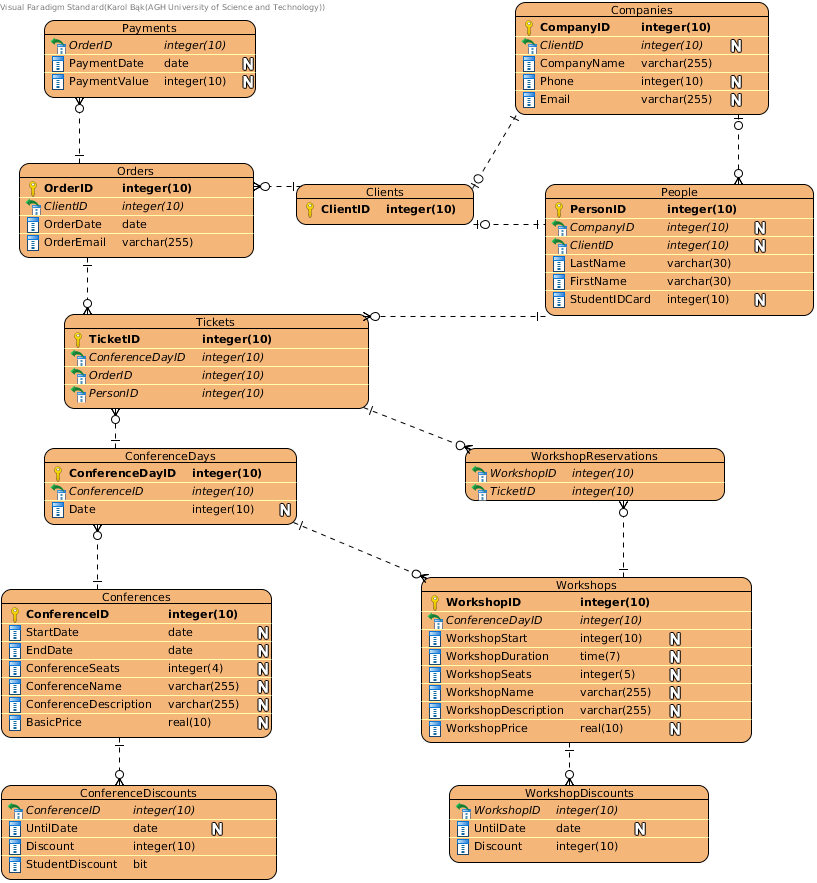 Visual Paradigm Standard(Karol Bąk(AGH University of Science and Technology))
Payments
OrderID integer(10)
PaymentDate date N
PaymentValue integer(10) N
Companies
CompanyID integer(10)
ClientID integer(10) N
CompanyName varchar(255)
Phone integer(10) N
Email varchar(255) N
Orders
OrderID integer(10)
ClientID integer(10)
OrderDate date
OrderEmail varchar(255)
Clients
ClientID integer(10)
People
PersonID integer(10)
CompanyID integer(10) N
ClientID integer(10) N
LastName varchar(30)
FirstName varchar(30)
StudentIDCard integer(10) N
Tickets
TicketID integer(10)
ConferenceDayID integer(10)
OrderID integer(10)
PersonID integer(10)
ConferenceDays
ConferenceDayID integer(10)
ConferenceID integer(10)
Date integer(10) N
WorkshopReservations
WorkshopID integer(10)
TicketID integer(10)
Conferences
ConferenceID integer(10)
StartDate date N
EndDate date N
ConferenceSeats integer(4) N
ConferenceName varchar(255) N
ConferenceDescription varchar(255) N
BasicPrice real(10) N
Workshops
WorkshopID integer(10)
ConferenceDayID integer(10)
WorkshopStart integer(10) N
WorkshopDuration time(7) N
WorkshopSeats integer(5) N
WorkshopName varchar(255) N
WorkshopDescription varchar(255) N
WorkshopPrice real(10) N
ConferenceDiscounts
ConferenceID integer(10)
UntilDate date N
Discount integer(10)
StudentDiscount bit
WorkshopDiscounts
WorkshopID integer(10)
UntilDate date N
Discount integer(10)